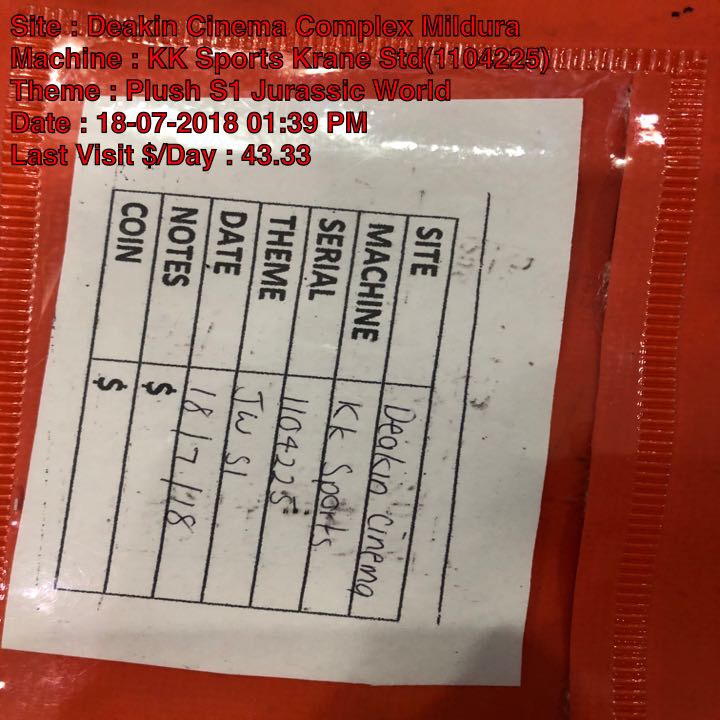 Site : Deakin Cinema Complex Mildura
Machine : KK Sports Krane Std(1104225)
Theme : Plush S1 Jurassic World
Date : 18-07-2018 01:39 PM
Last Visit $/Day : 43.33
SITE Deakin Cinema
MACHINE KK Sports
SERIAL 1104225
THEME JW S1
DATE 18/7/18
NOTES $
COIN $